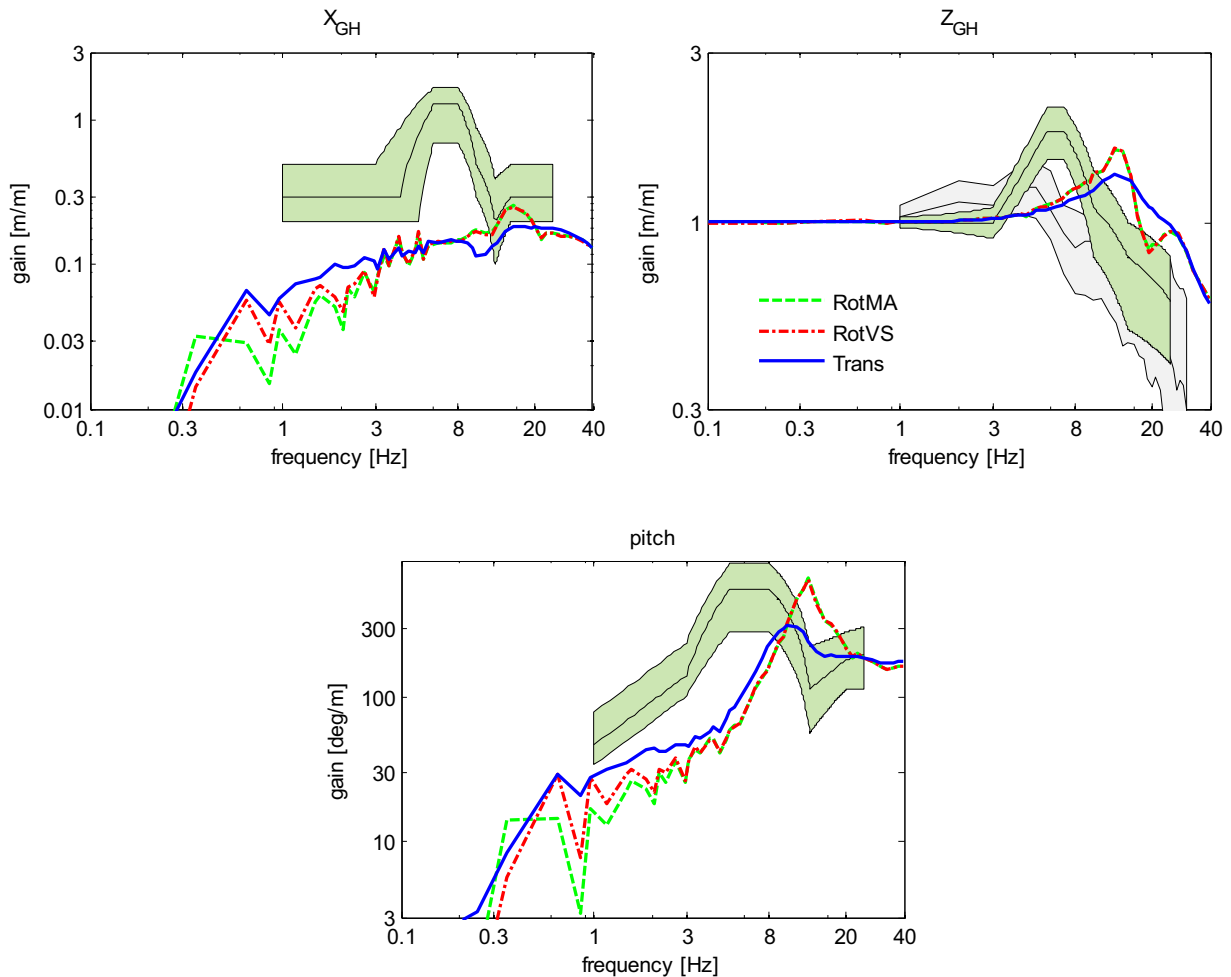 X_GH
3
1
0.3
0.1
0.03
0.01
gain [m/m]
0.1 0.3 1 3 8 20 40
frequency [Hz]
Z_GH
3
1
0.3
gain [m/m]
RotMA
RotVS
Trans
0.1 0.3 1 3 8 20 40
frequency [Hz]
pitch
300
100
30
10
3
gain [deg/m]
0.1 0.3 1 3 8 20 40
frequency [Hz]